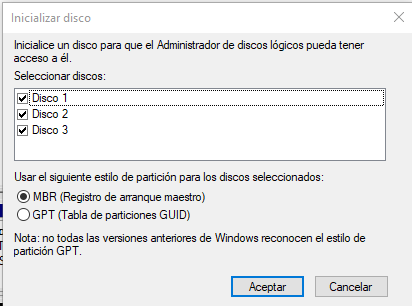 Inicializar disco
Inicialice un disco para que el Administrador de discos lógicos pueda tener
acceso a él.
Seleccionar discos:
Disco 1
Disco 2
Disco 3
Usar el siguiente estilo de partición para los discos seleccionados:
MBR (Registro de arranque maestro)
GPT (Tabla de particiones GUID)
Nota: no todas las versiones anteriores de Windows reconocen el estilo de
partición GPT.
Aceptar
Cancelar